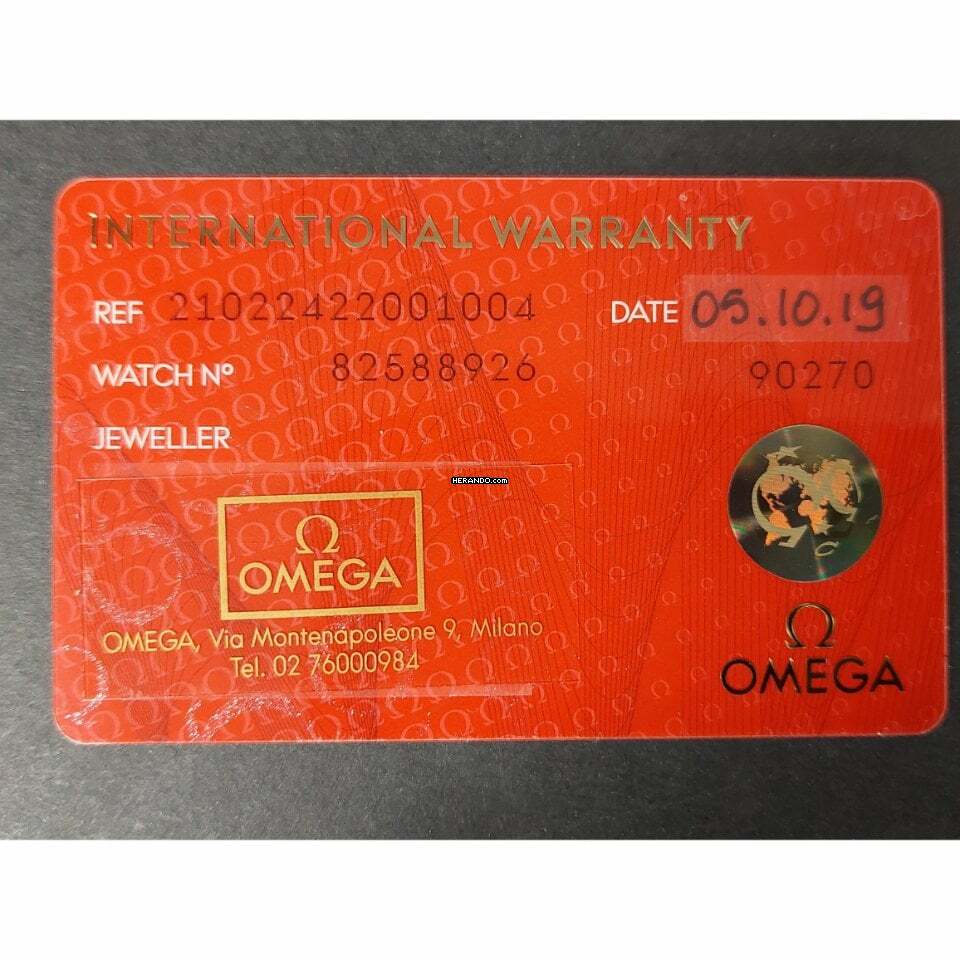 INTERNATIONAL WARRANTY
REF 21022422001004 DATE 05.10.19
WATCH Nº 82588926 90270
JEWELLER
HERANDO.com
Ω
OMEGA
OMEGA, Via Montenapoleone 9, Milano
Tel. 02 76000984
Ω
OMEGA